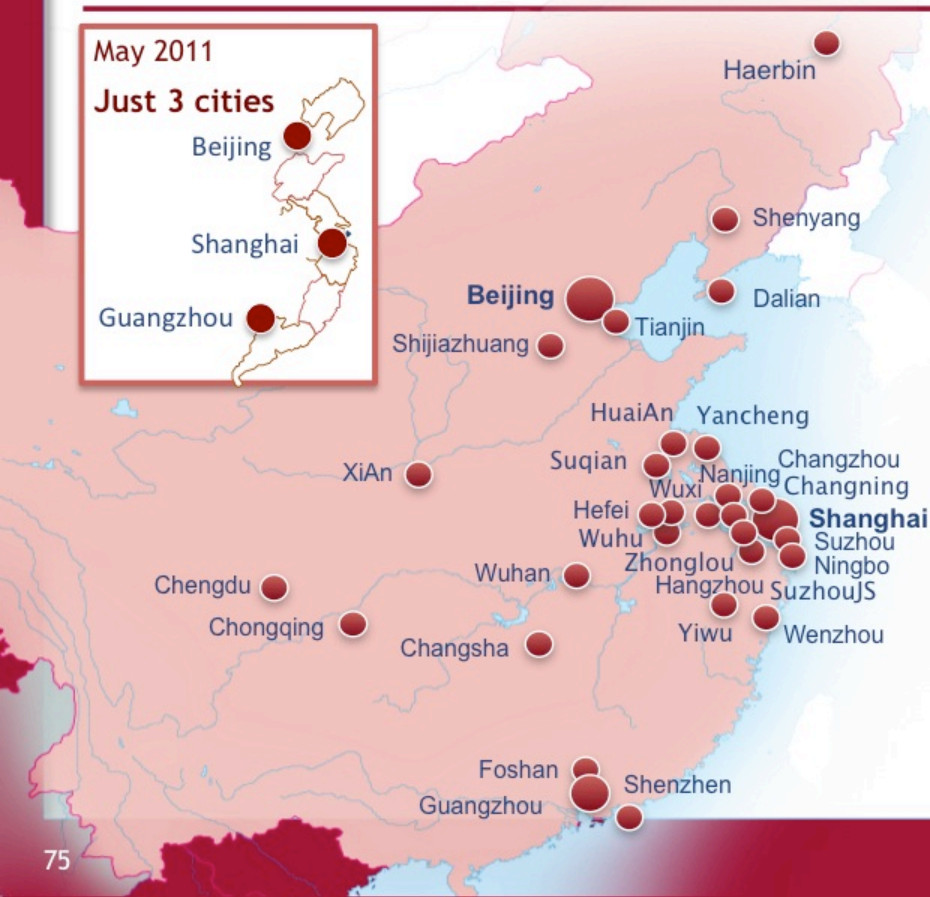 May 2011
Just 3 cities
Beijing
Shanghai
Guangzhou
Haerbin
Shenyang
Beijing
Dalian
Tianjin
Shijiazhuang
HuaiAn
Yancheng
Suqian
XiAn
Nanjing
Changzhou
Wuxi
Changning
Hefei
Shanghai
Wuhu
Suzhou
Zhonglou
Ningbo
Wuhan
Hangzhou
SuzhouJS
Chengdu
Chongqing
Yiwu
Wenzhou
Changsha
Foshan
Shenzhen
Guangzhou
75